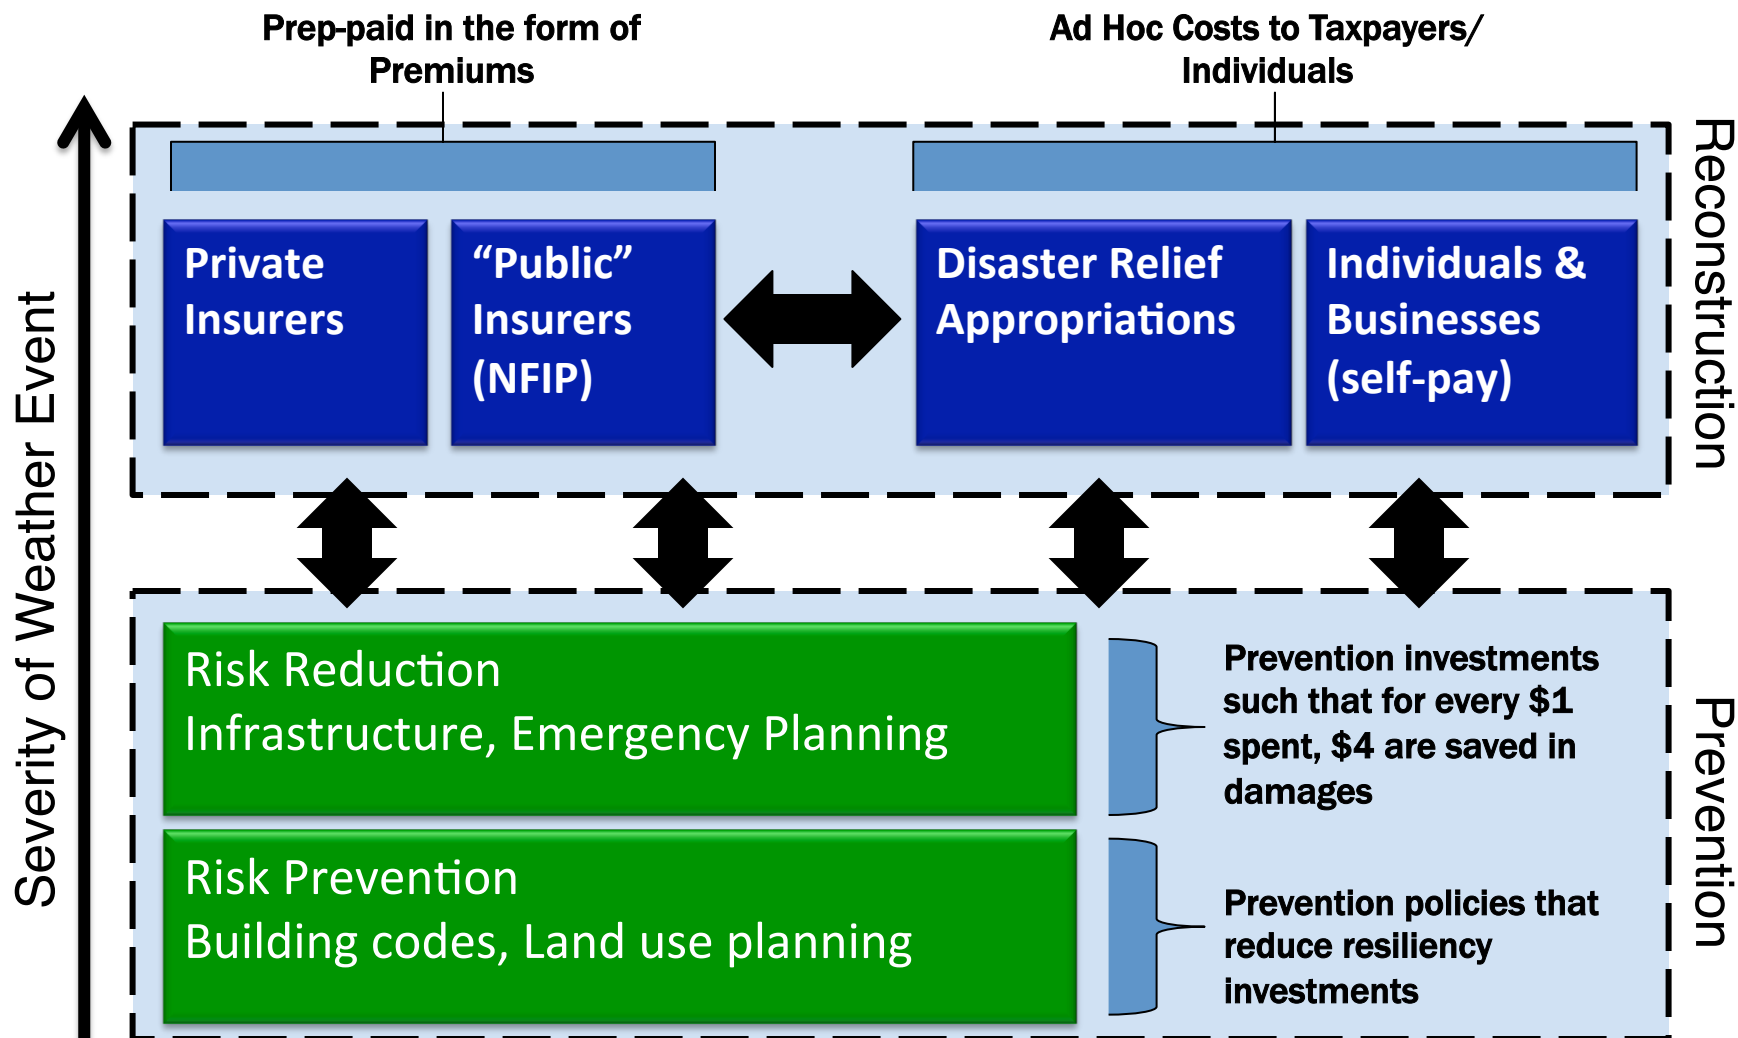 Prep-paid in the form of
Premiums
Ad Hoc Costs to Taxpayers/
Individuals
Severity of Weather Event
Reconstruction
Private
Insurers
“Public”
Insurers
(NFIP)
Disaster Relief
Appropriations
Individuals &
Businesses
(self-pay)
Prevention
Risk Reduction
Infrastructure, Emergency Planning
Prevention investments
such that for every $1
spent, $4 are saved in
damages
Risk Prevention
Building codes, Land use planning
Prevention policies that
reduce resiliency
investments